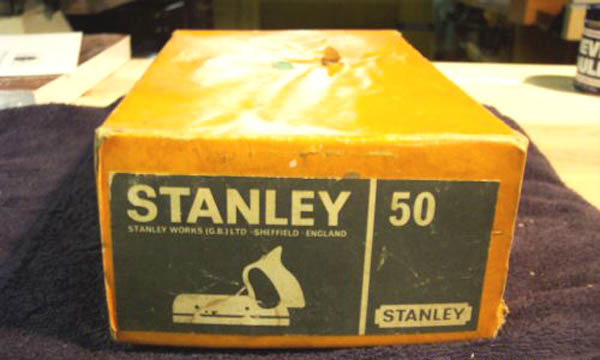 STANLEY
STANLEY WORKS (G.B.) LTD · SHEFFIELD · ENGLAND
50
STANLEY